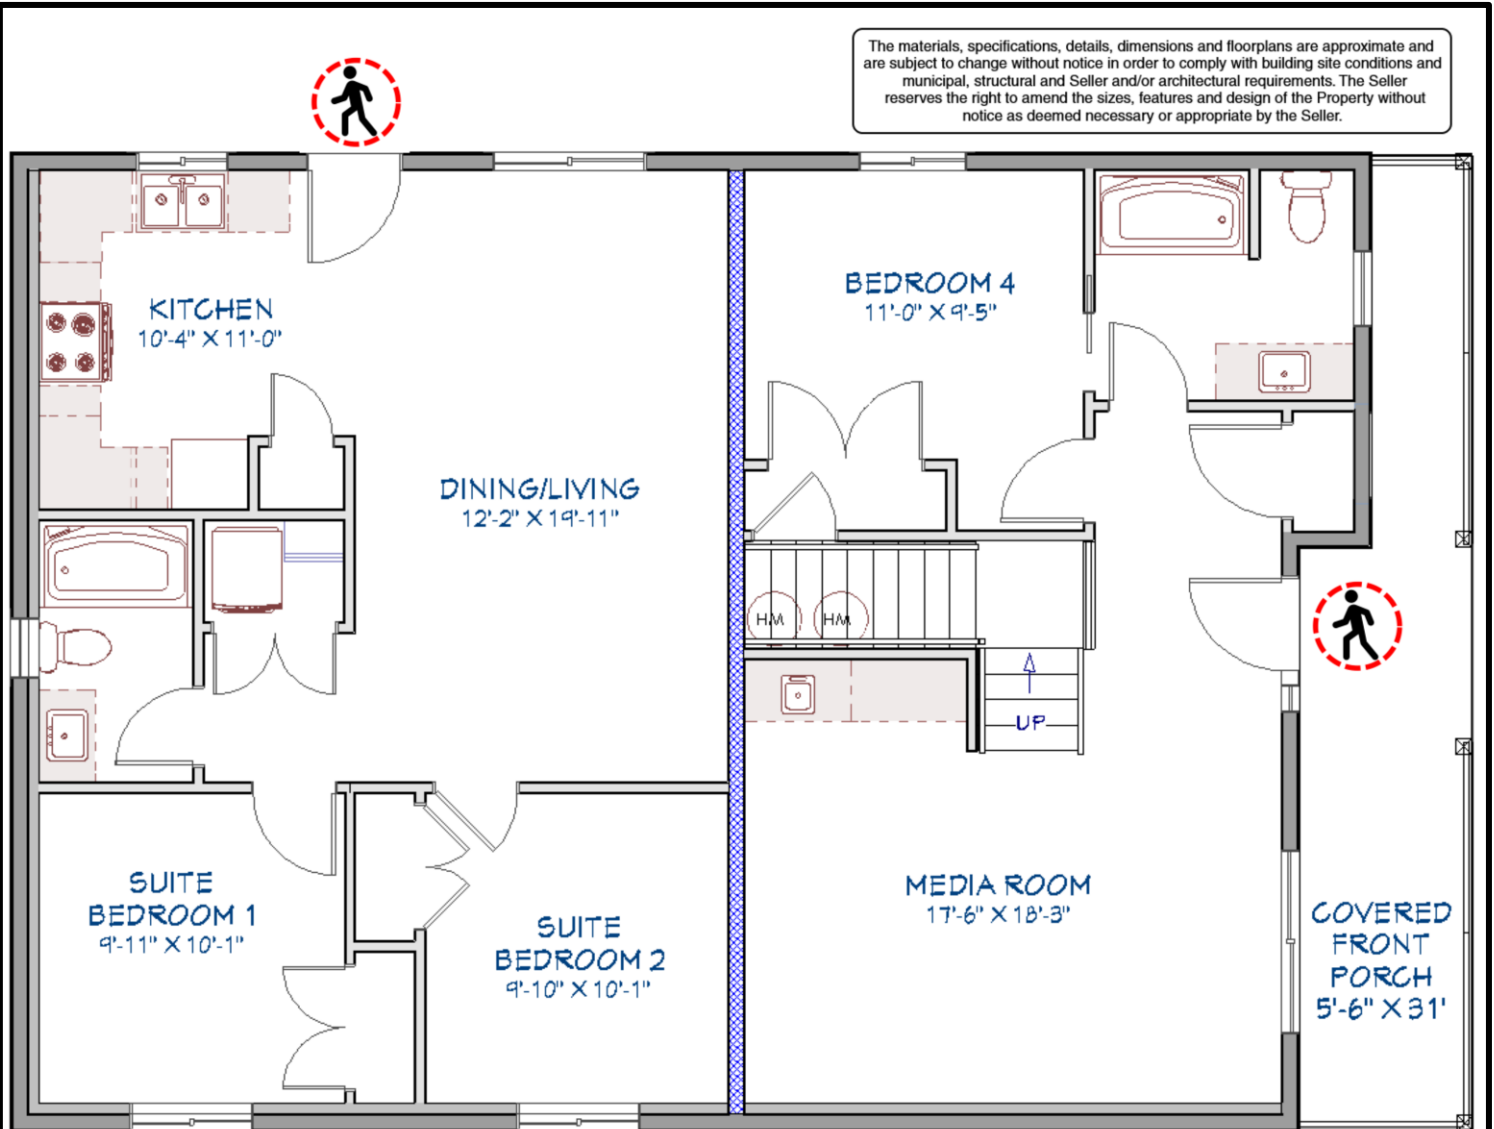 The materials, specifications, details, dimensions and floorplans are approximate and
are subject to change without notice in order to comply with building site conditions and
municipal, structural and Seller and/or architectural requirements. The Seller
reserves the right to amend the sizes, features and design of the Property without
notice as deemed necessary or appropriate by the Seller.
KITCHEN
10'-4" X 11'-0"
BEDROOM 4
11'-0" X 9'-5"
DINING/LIVING
12'-2" X 19'-11"
HW HW
UP
SUITE
BEDROOM 1
9'-11" X 10'-1"
SUITE
BEDROOM 2
9'-10" X 10'-1"
MEDIA ROOM
17'-6" X 18'-3"
COVERED
FRONT
PORCH
5'-6" X 31'